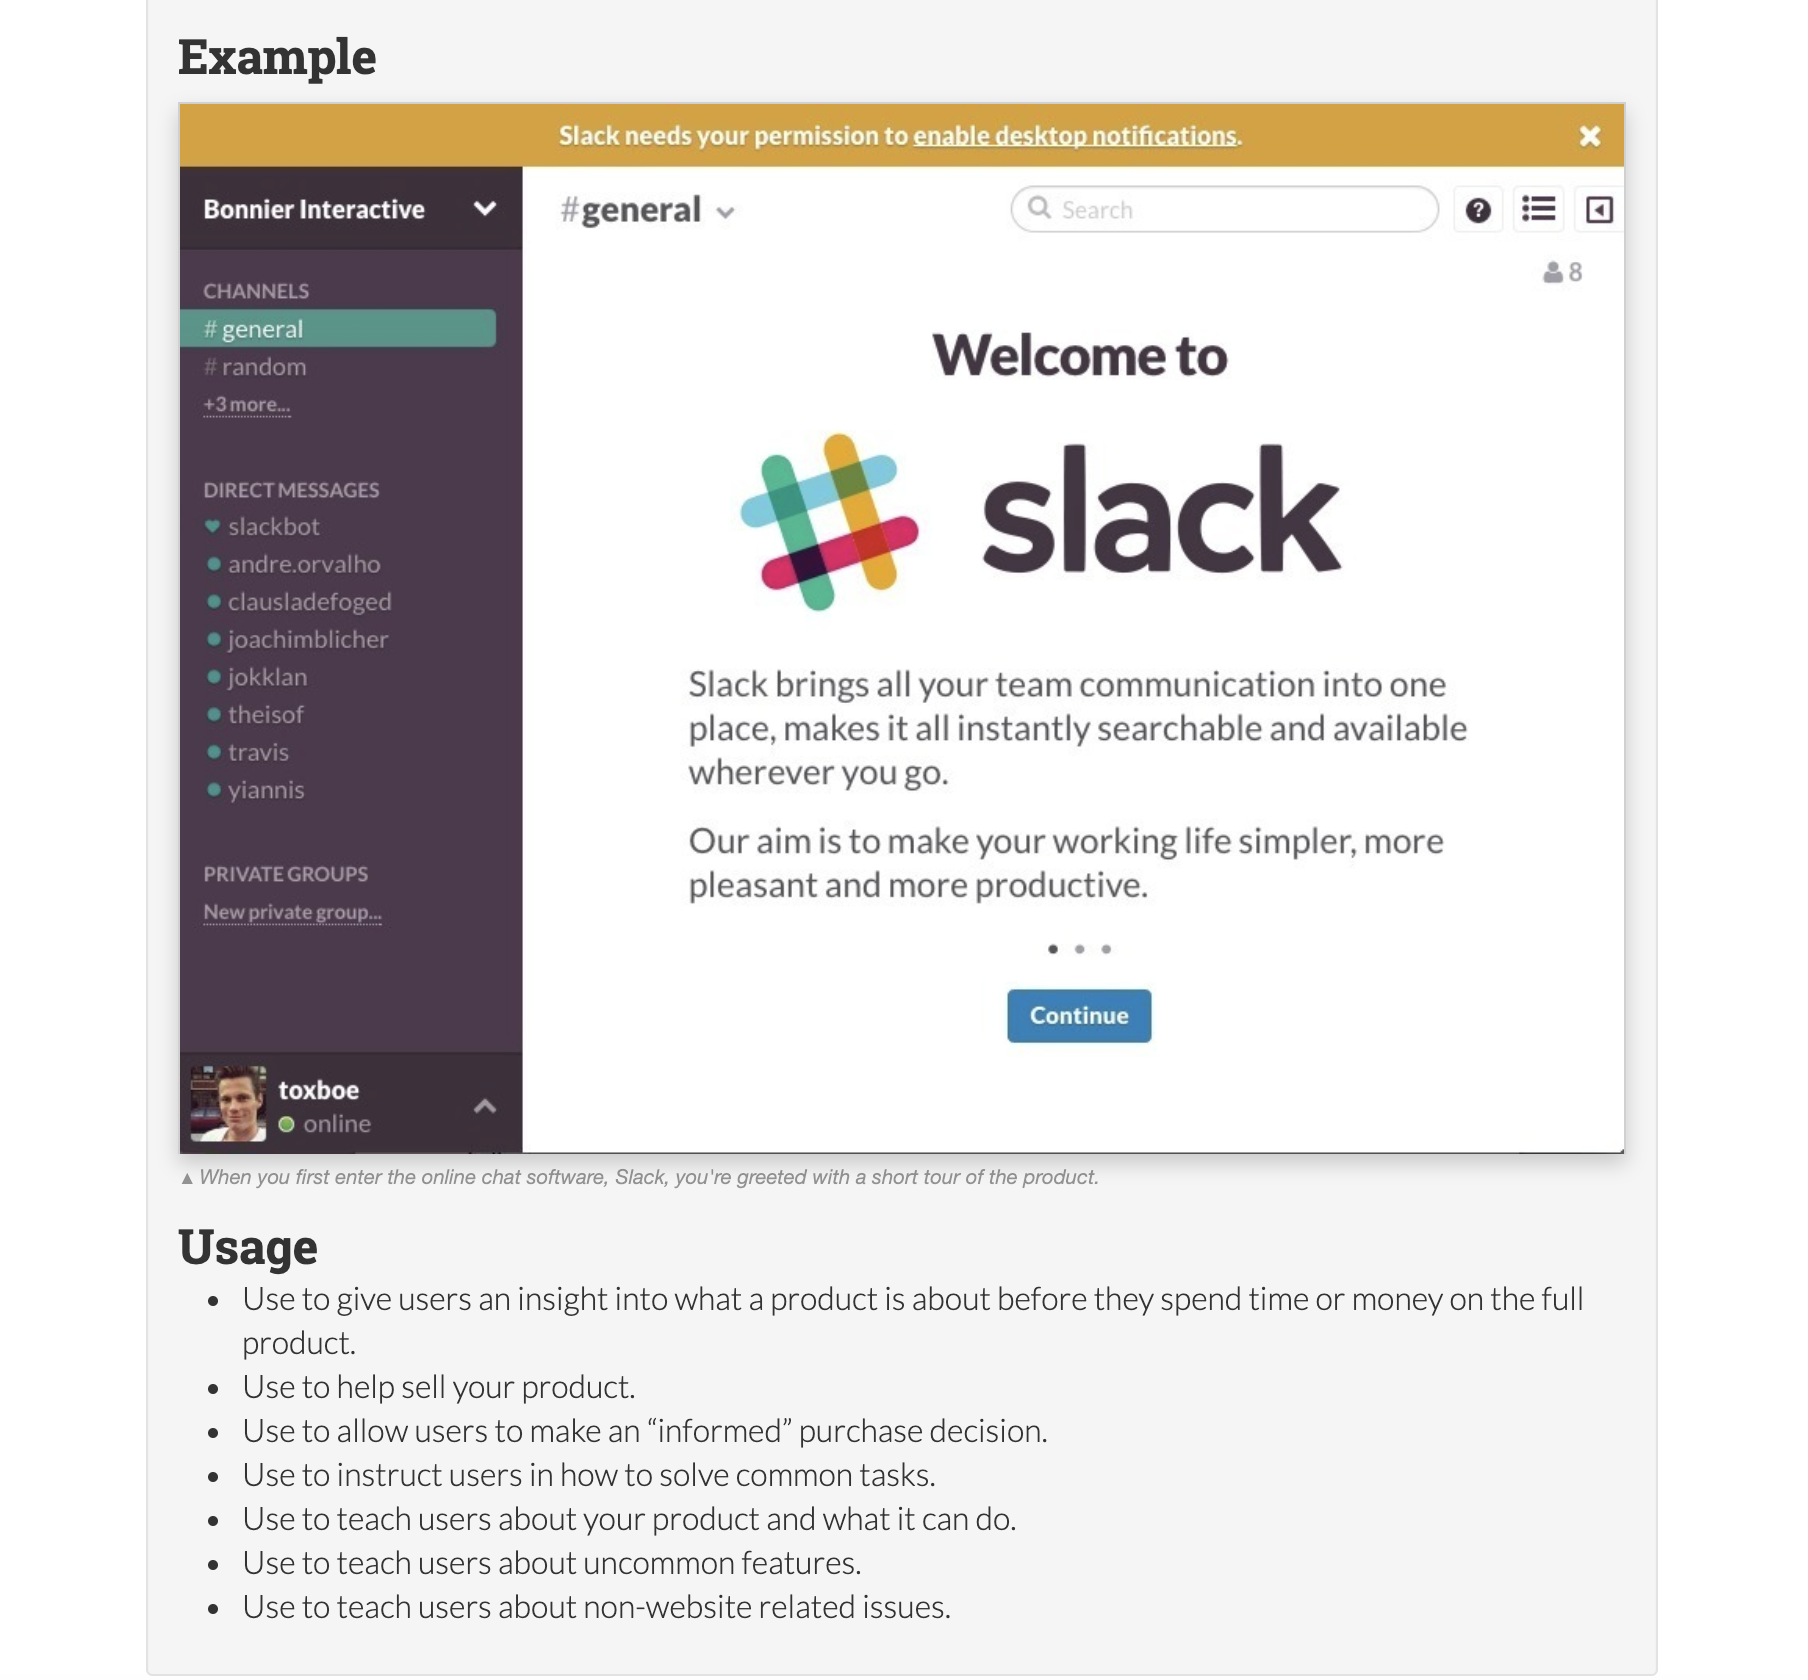 Example
Slack needs your permission to enable desktop notifications.
Bonnier Interactive
#general
Search
8
CHANNELS
# general
# random
+3 more...
DIRECT MESSAGES
slackbot
andre.orvalho
clausladefoged
joachimblicher
jokklan
theisof
travis
yiannis
PRIVATE GROUPS
New private group...
toxboe
online
Welcome to
slack
Slack brings all your team communication into one
place, makes it all instantly searchable and available
wherever you go.
Our aim is to make your working life simpler, more
pleasant and more productive.
Continue
▲ When you first enter the online chat software, Slack, you're greeted with a short tour of the product.
Usage
• Use to give users an insight into what a product is about before they spend time or money on the full
product.
• Use to help sell your product.
• Use to allow users to make an “informed” purchase decision.
• Use to instruct users in how to solve common tasks.
• Use to teach users about your product and what it can do.
• Use to teach users about uncommon features.
• Use to teach users about non-website related issues.